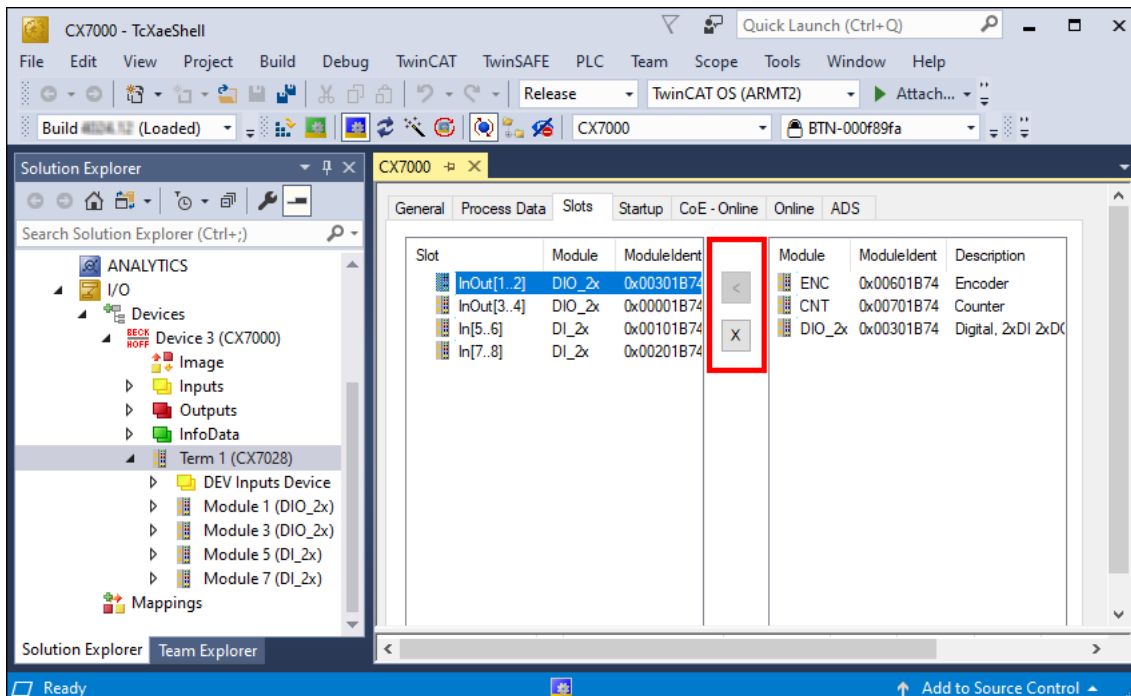 CX7000 - TcXaeShell
Quick Launch (Ctrl+Q)
File Edit View Project Build Debug TwinCAT TwinSAFE PLC Team Scope Tools Window Help
Release TwinCAT OS (ARMT2) Attach...
Build (Loaded) CX7000 BTN-000f89fa
Solution Explorer
Search Solution Explorer (Ctrl+;)
ANALYTICS
I/O
Devices
BECK HOFF Device 3 (CX7000)
Image
Inputs
Outputs
InfoData
Term 1 (CX7028)
DEV Inputs Device
Module 1 (DIO_2x)
Module 3 (DIO_2x)
Module 5 (DI_2x)
Module 7 (DI_2x)
Mappings
Solution Explorer Team Explorer
CX7000
General Process Data Slots Startup CoE - Online Online ADS
Slot Module ModuleIdent
InOut[1..2] DIO_2x 0x00301B74
InOut[3..4] DIO_2x 0x00001B74
In[5..6] DI_2x 0x00101B74
In[7..8] DI_2x 0x00201B74
<
X
Module ModuleIdent Description
ENC 0x00601B74 Encoder
CNT 0x00701B74 Counter
DIO_2x 0x00301B74 Digital, 2xDI 2xDO
Ready Add to Source Control